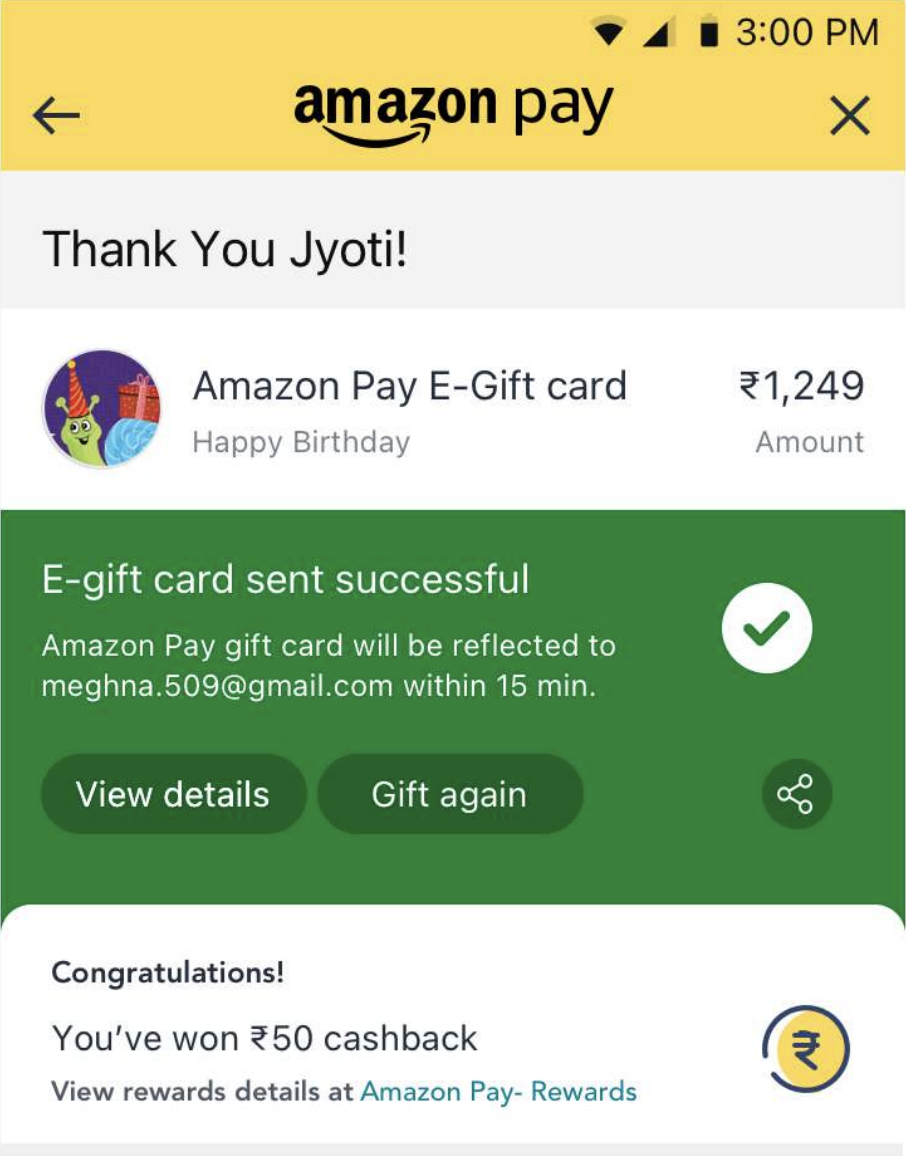 3:00 PM
amazon pay
Thank You Jyoti!
Amazon Pay E-Gift card
₹1,249
Happy Birthday
Amount
E-gift card sent successful
Amazon Pay gift card will be reflected to
meghna.509@gmail.com within 15 min.
View details
Gift again
Congratulations!
You’ve won ₹50 cashback
₹
View rewards details at Amazon Pay- Rewards